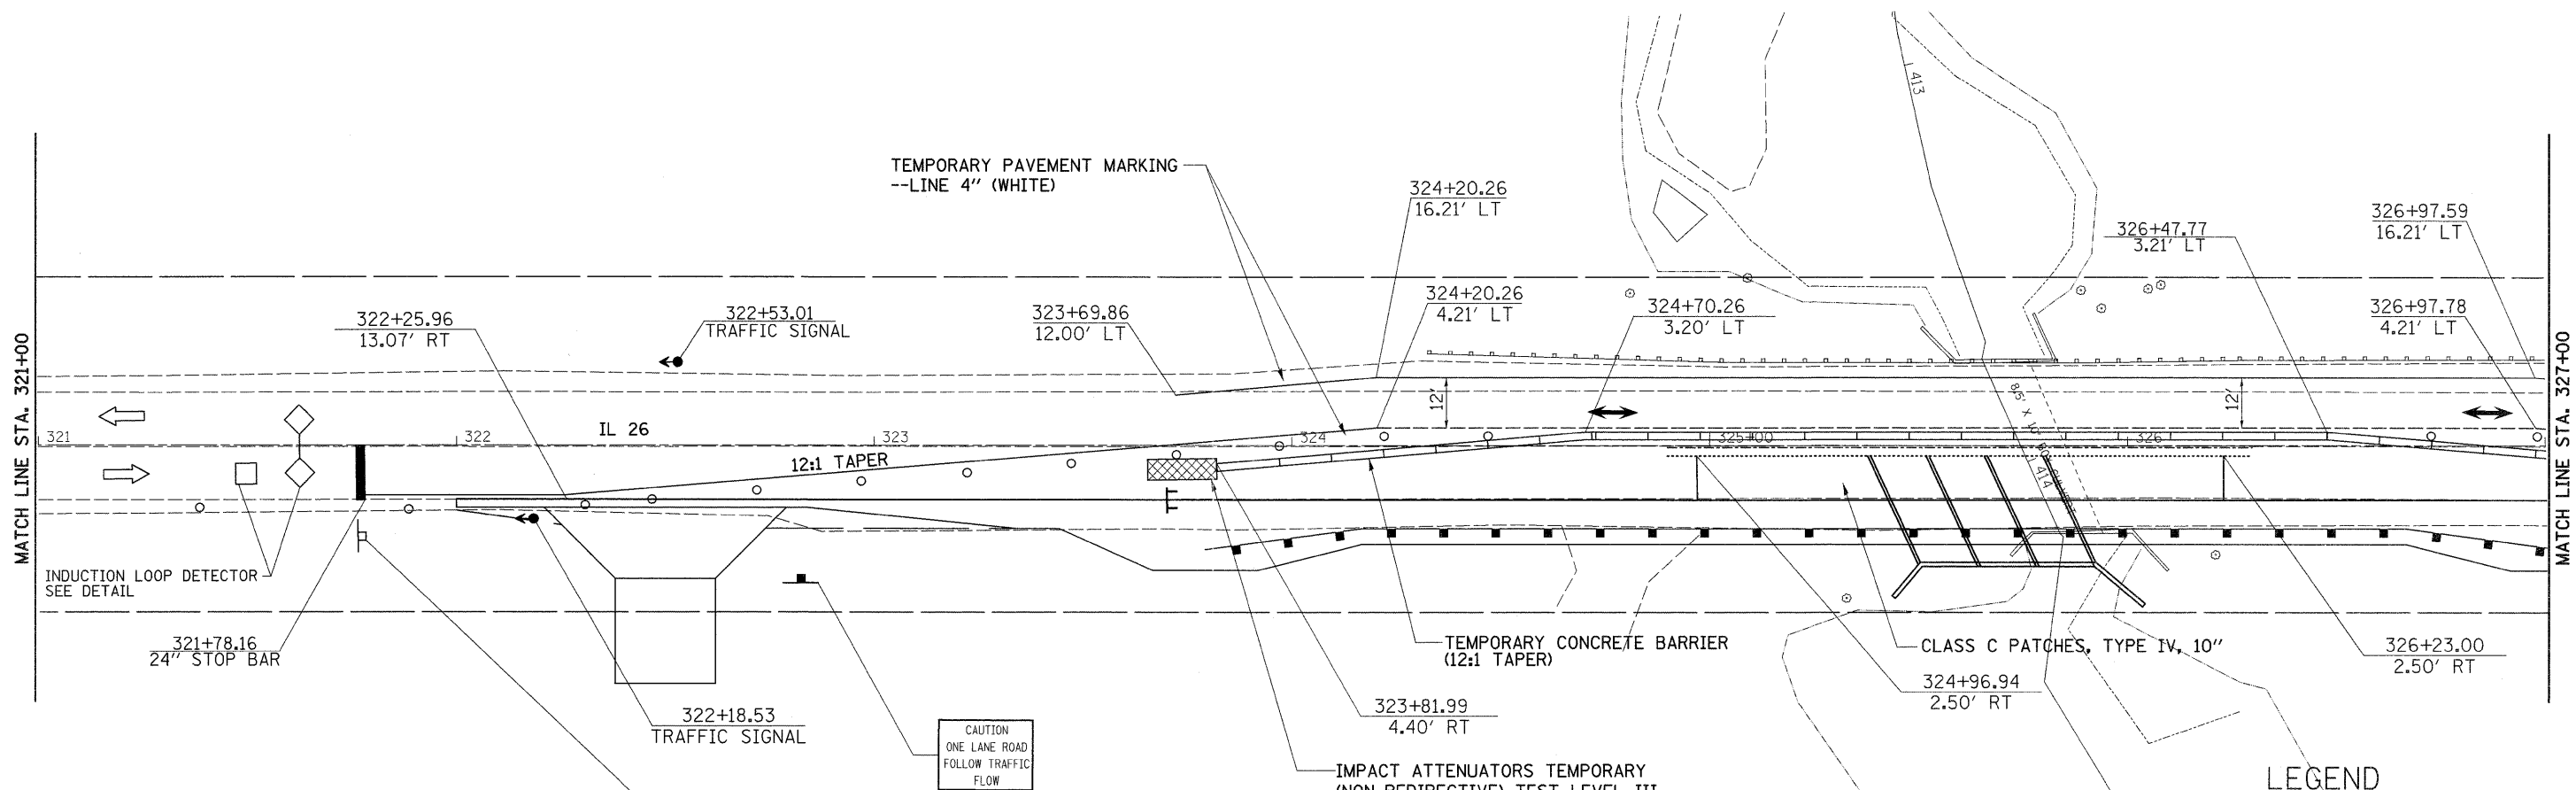 TEMPORARY PAVEMENT MARKING
--LINE 4" (WHITE)
324+20.26
16.21' LT
413
326+47.77
3.21' LT
326+97.59
16.21' LT
322+25.96
13.07' RT
322+53.01
TRAFFIC SIGNAL
323+69.86
12.00' LT
324+20.26
4.21' LT
324+70.26
3.20' LT
326+97.78
4.21' LT
MATCH LINE STA. 321+00
MATCH LINE STA. 327+00
12'
12'
321
322
IL 26
323
324
325+00
326
12:1 TAPER
414
INDUCTION LOOP DETECTOR
SEE DETAIL
321+78.16
24" STOP BAR
322+18.53
TRAFFIC SIGNAL
CAUTION
ONE LANE ROAD
FOLLOW TRAFFIC
FLOW
TEMPORARY CONCRETE BARRIER
(12:1 TAPER)
323+81.99
4.40' RT
CLASS C PATCHES, TYPE IV, 10"
324+96.94
2.50' RT
326+23.00
2.50' RT
IMPACT ATTENUATORS TEMPORARY
(NON-REDIRECTIVE) TEST LEVEL III
LEGEND